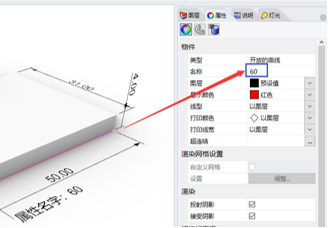 图层 属性 说明 灯光
物件
类型 开放的曲线
名称 60
图层 预设值
显示颜色 红色
线型 以图层
打印颜色 以图层
打印线宽 以图层
超连结
渲染网格设置
自定义网格
设置 调整...
渲染
投射阴影
接受阴影
37.00
4.00
50.00
属性名字: 60